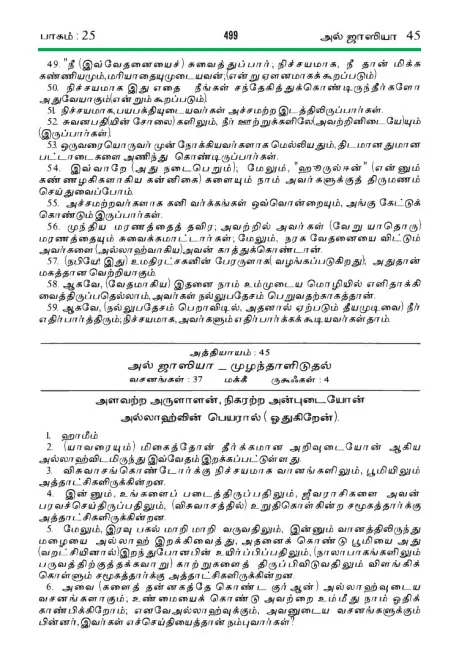 பாகம் : 25 499 அல் ஜாஸியா 45
49. "நீ (இவ்வேதனையைச்) சுவைத்துப்பார்; நிச்சயமாக, நீ தான் மிக்க
கண்ணியமும், மரியாதையுமுடையவன்; (என்று ஏளனமாகக் கூறப்படும்)
50. நிச்சயமாக இது எதை நீங்கள் சந்தேகித்துக்கொண்டிருந்தீர்களோ
அதுவேயாகும் (என்றும் கூறப்படும்).
51. நிச்சயமாக, பயபக்தியுடையவர்கள் அச்சமற்ற இடத்திலிருப்பார்கள்.
52. சுவனபதி(யின் சோலை)களிலும், நீர் ஊற்றுக்களிலே(அவற்றினிடையே)யும்
(இருப்பார்கள்).
53. ஒருவரையொருவர் முன் நோக்கியவர்களாக மெல்லியதும், திடமானதுமான
பட்டாடைகளை அணிந்து கொண்டிருப்பார்கள்.
54. இவ்வாறே (அது நடைபெறும்); மேலும், "ஹூருல்ஈன்" (என்னும்
கண்ணழகிகளாகிய கன்னிகை) களையும் நாம் அவர்களுக்குத் திருமணம்
செய்துவைப்போம்.
55. அச்சமற்றவர்களாக கனி வர்க்கங்கள் ஒவ்வொன்றையும், அங்கு கேட்டுக்
கொண்டும் இருப்பார்கள்.
56. முந்திய மரணத்தைத் தவிர; அவற்றில் அவர்கள் (வேறு யாதொரு)
மரணத்தையும் சுவைக்கமாட்டார்கள்; மேலும், நரக வேதனையை விட்டும்
அவர்களை (அல்லாஹ்வாகிய) அவன் காத்துக்கொண்டான்.
57. (நபியே! இது) உமதிரட்சகனின் பேரருளாக( வழங்கப்படுகிறது); அதுதான்
மகத்தான வெற்றியாகும்.
58. ஆகவே, (வேதமாகிய) இதனை நாம் உம்முடைய மொழியில் எளிதாக்கி
வைத்திருப்பதெல்லாம், அவர்கள் நல்லுபதேசம் பெறுவதற்காகத்தான்.
59. ஆகவே, (நல்லுபதேசம் பெறாவிடில், அதனால் ஏற்படும் தீயமுடிவை) நீர்
எதிர்பார்த்திரும்; நிச்சயமாக, அவர்களும் எதிர்பார்க்கக் கூடியவர்கள்தாம்.
அத்தியாயம் : 45
அல் ஜாஸியா _ முழந்தாளிடுதல்
வசனங்கள் : 37 மக்கீ ருகூஃகள் : 4
அளவற்ற அருளாளன், நிகரற்ற அன்புடையோன்
அல்லாஹ்வின் பெயரால் ( ஓதுகிறேன்).
1. ஹாமீம்
2. (யாவரையும்) மிகைத்தோன் தீர்க்கமான அறிவுடையோன் ஆகிய
அல்லாஹ்விடமிருந்து இவ்வேதம் இறக்கப்பட்டுள்ளது.
3. விசுவாசங்கொண்டோர்க்கு நிச்சயமாக வானங்களிலும், பூமியிலும்
அத்தாட்சிகளிருக்கின்றன.
4. இன்னும், உங்களைப் படைத்திருப்பதிலும், ஜீவராசிகளை அவன்
பரவச்செய்திருப்பதிலும், (விசுவாசத்தில்) உறுதிகொள்கின்ற சமூகத்தார்க்கு
அத்தாட்சிகளிருக்கின்றன.
5. மேலும், இரவு பகல் மாறி மாறி வருவதிலும், இன்னும் வானத்திலிருந்து
மழையை அல்லாஹ் இறக்கிவைத்து, அதனைக் கொண்டு பூமியை அது
(வறட்சியினால்) இறந்துபோனபின் உயிர்ப்பிப்பதிலும், (நாலாபாகங்களிலும்
பருவத்திற்குத்தக்கவாறு) காற்றுகளைத் திருப்பிவிடுவதிலும் விளங்கிக்
கொள்ளும் சமூகத்தார்க்கு அத்தாட்சிகளிருக்கின்றன.
6. அவை (களைத் தன்னகத்தே கொண்ட குர்ஆன்) அல்லாஹ்வுடைய
வசனங்களாகும்; உண்மையைக் கொண்டு அவற்றை உம்மீது நாம் ஓதிக்
காண்பிக்கிறோம்; எனவே அல்லாஹ்வுக்கும், அவனுடைய வசனங்களுக்கும்
பின்னர், இவர்கள் எச்செய்தியைத்தான் நம்புவார்கள்?